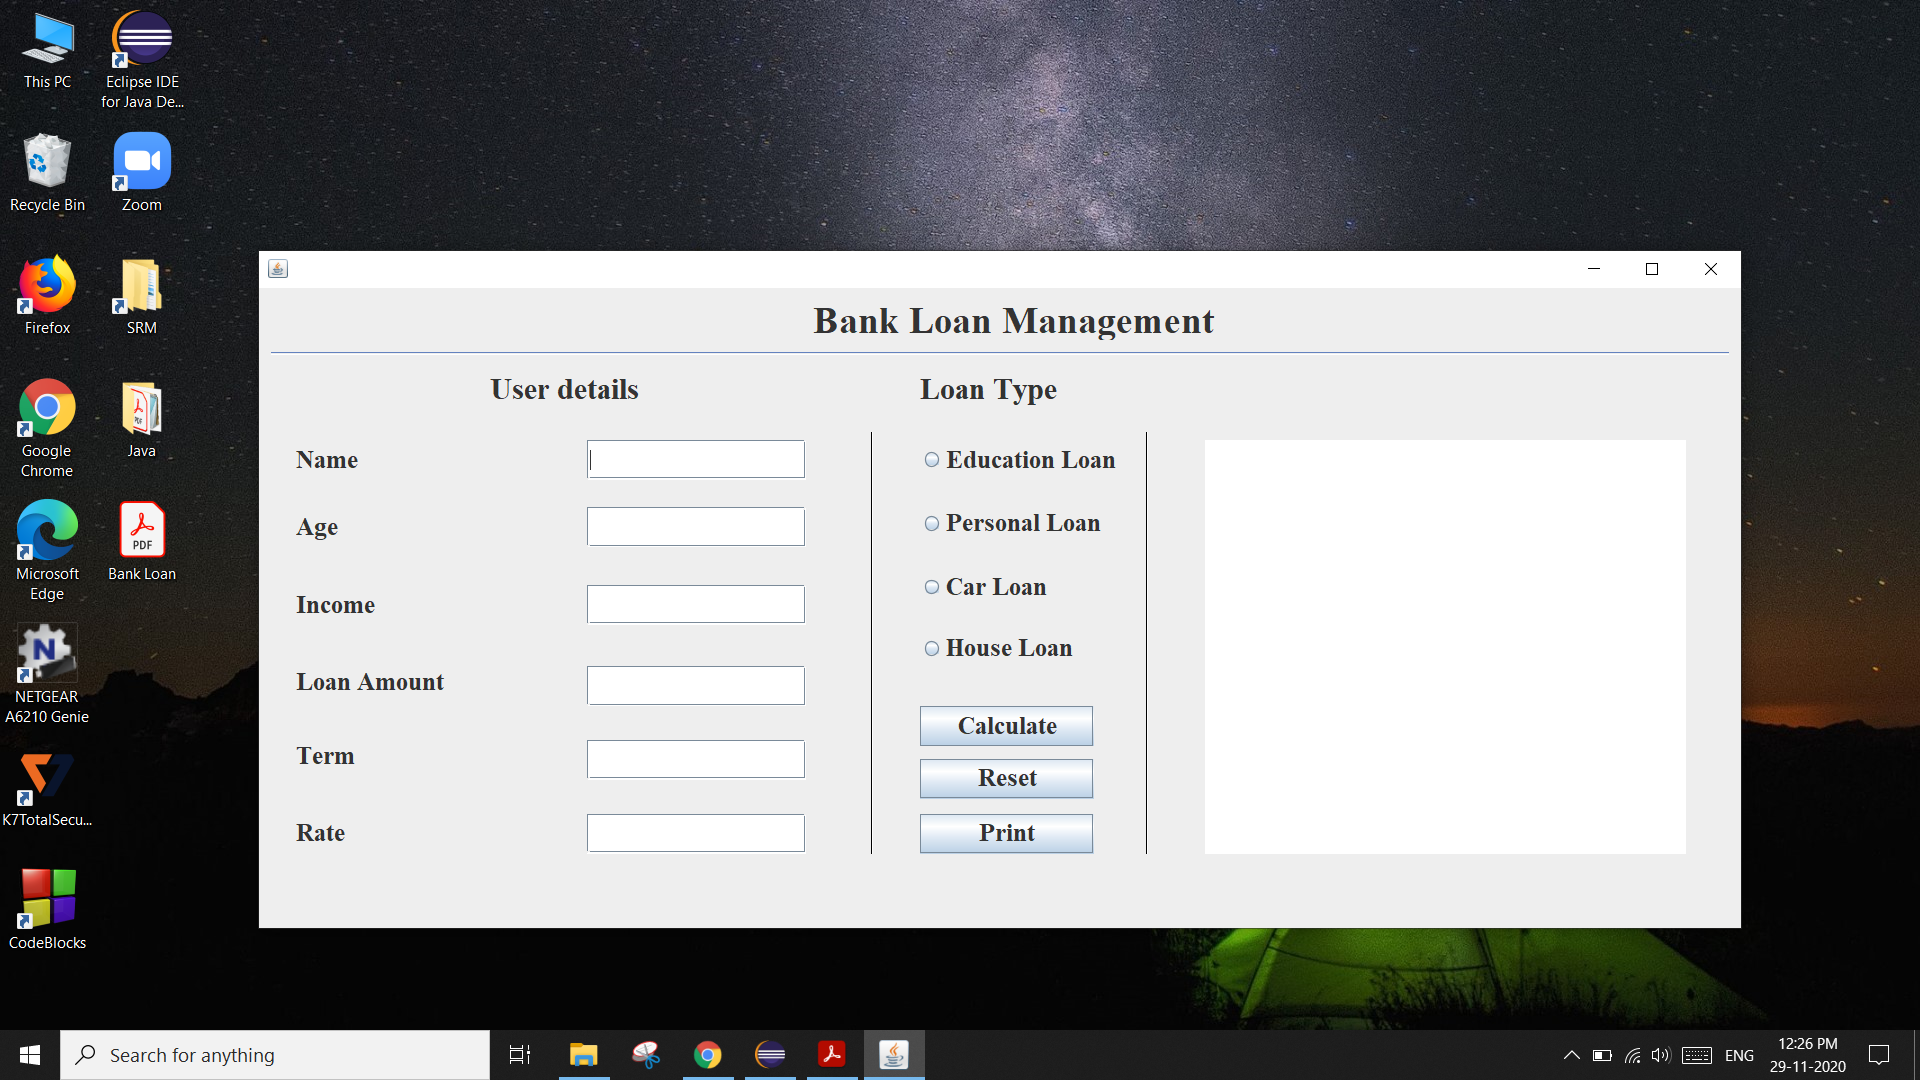 This PC
Eclipse IDE
for Java De...
Recycle Bin
Zoom
Firefox
SRM
Google
Chrome
Java
PDF
Microsoft
Edge
PDF
Bank Loan
N
NETGEAR
A6210 Genie
K7TotalSecu...
CodeBlocks
Bank Loan Management
User details
Name
Age
Income
Loan Amount
Term
Rate
Loan Type
Education Loan
Personal Loan
Car Loan
House Loan
Calculate
Reset
Print
Search for anything
ENG
12:26 PM
29-11-2020